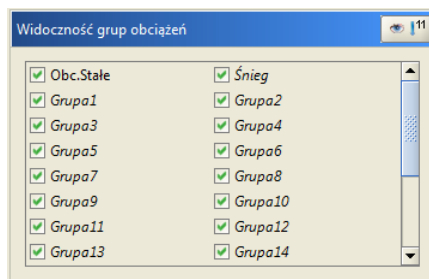 Widoczność grup obciążeń 11
Obc.Stałe Śnieg
Grupa1 Grupa2
Grupa3 Grupa4
Grupa5 Grupa6
Grupa7 Grupa8
Grupa9 Grupa10
Grupa11 Grupa12
Grupa13 Grupa14